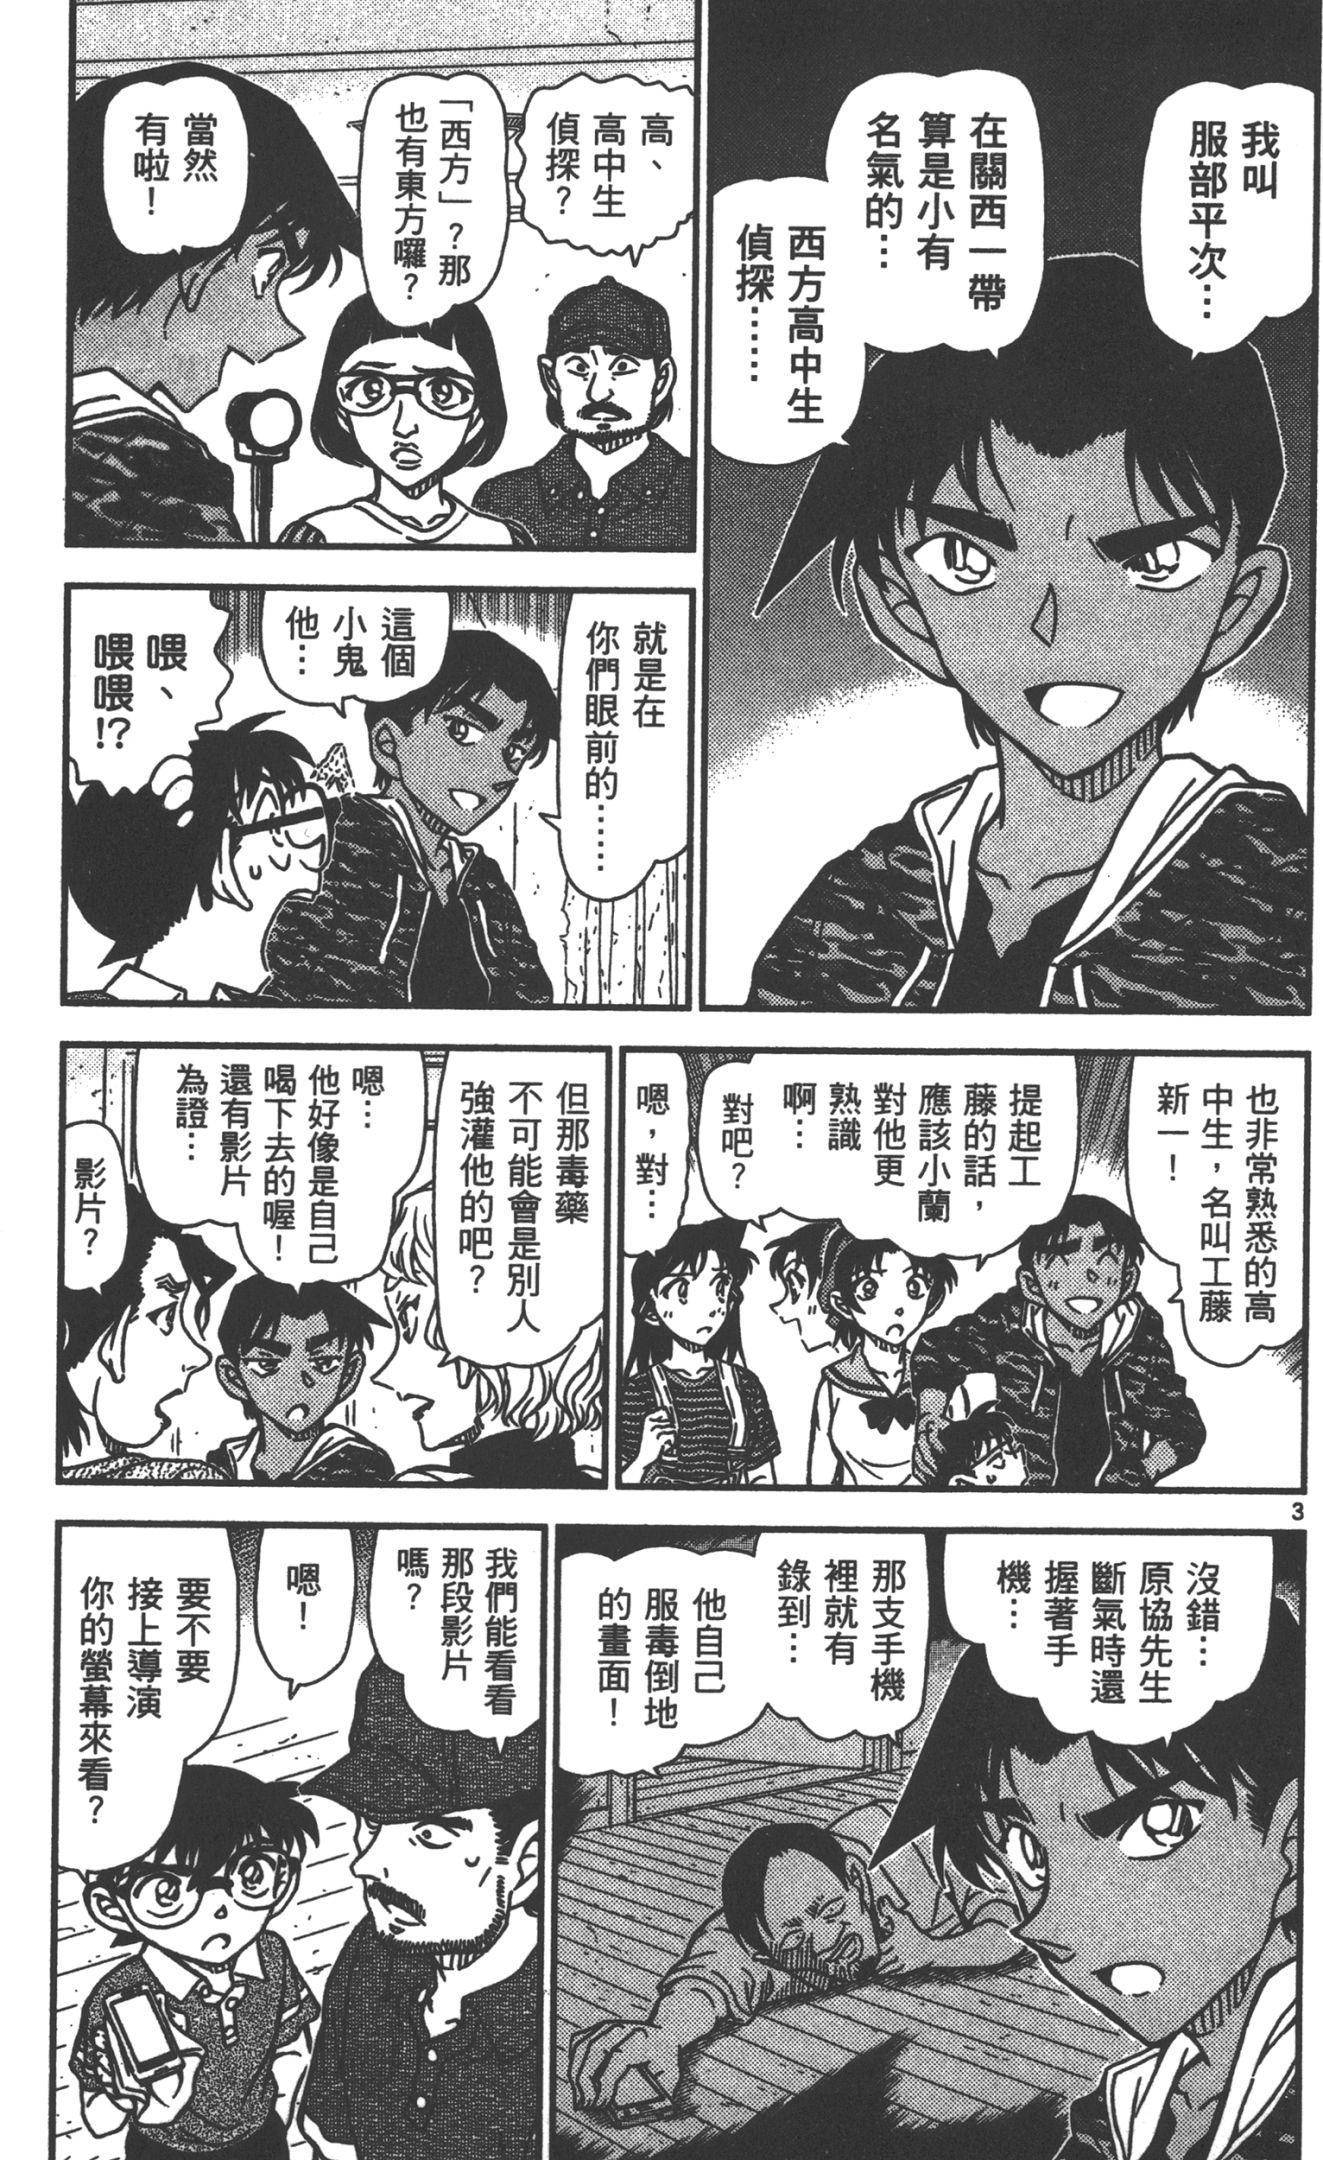 我叫
服部平次…
在關西一帶
算是小有
名氣的…
西方高中生
偵探……
高、
高中生
偵探？
「西方」？那
也有東方囉？
當然
有啦！
就是在
你們眼前的……
這個
小鬼
他…
喂、
喂喂!?
也非常熟悉的高
中生，名叫工藤
新一！
提起工
藤的話，
應該小蘭
對他更
熟識
啊…
對吧？
嗯，對…
但那毒藥
不可能會是別人
強灌他的吧？
嗯…
他好像是自己
喝下去的喔！
還有影片
為證…
影片？
3
沒錯…
原協先生
斷氣時還
握著手
機…
那支手機
裡就有
錄到…
他自己
服毒倒地
的畫面！
我們能看看
那段影片
嗎？
嗯！
要不要
接上導演
你的螢幕來看？